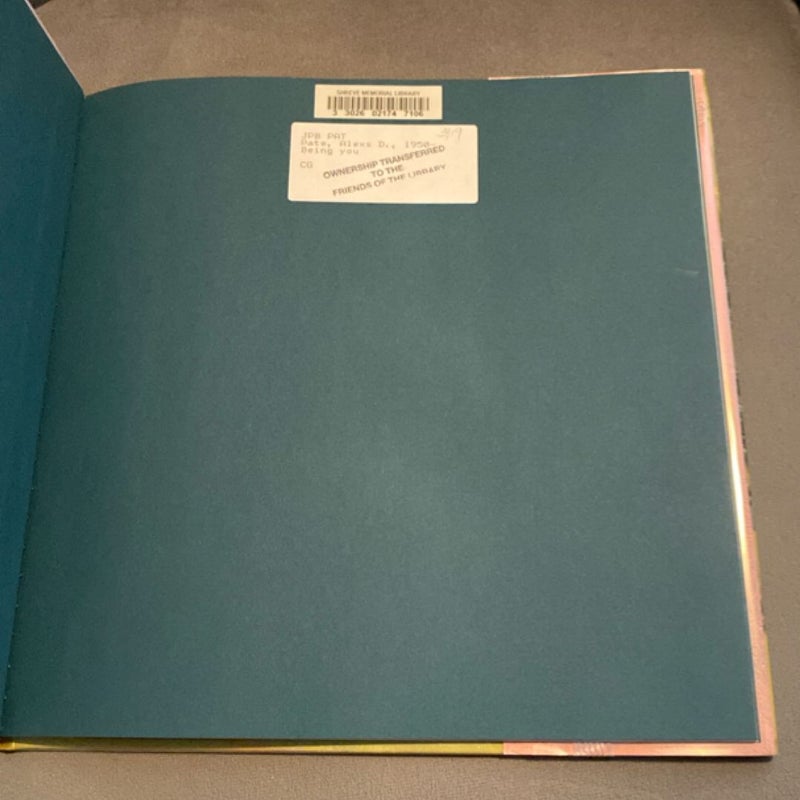 SHREVE MEMORIAL LIBRARY
3 3026 02174 7106
JPB PAT
Pate, Alexs D., 1950-
Being you
CG
OWNERSHIP TRANSFERRED
TO THE
FRIENDS OF THE LIBRARY